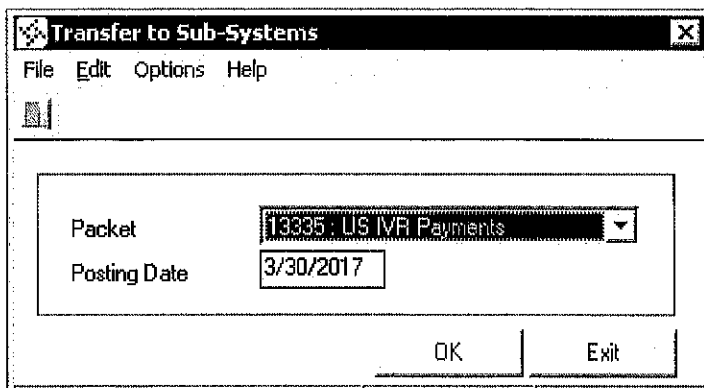 Transfer to Sub-Systems
File Edit Options Help
Packet 13335 : US IVR Payments
Posting Date 3/30/2017
OK Exit